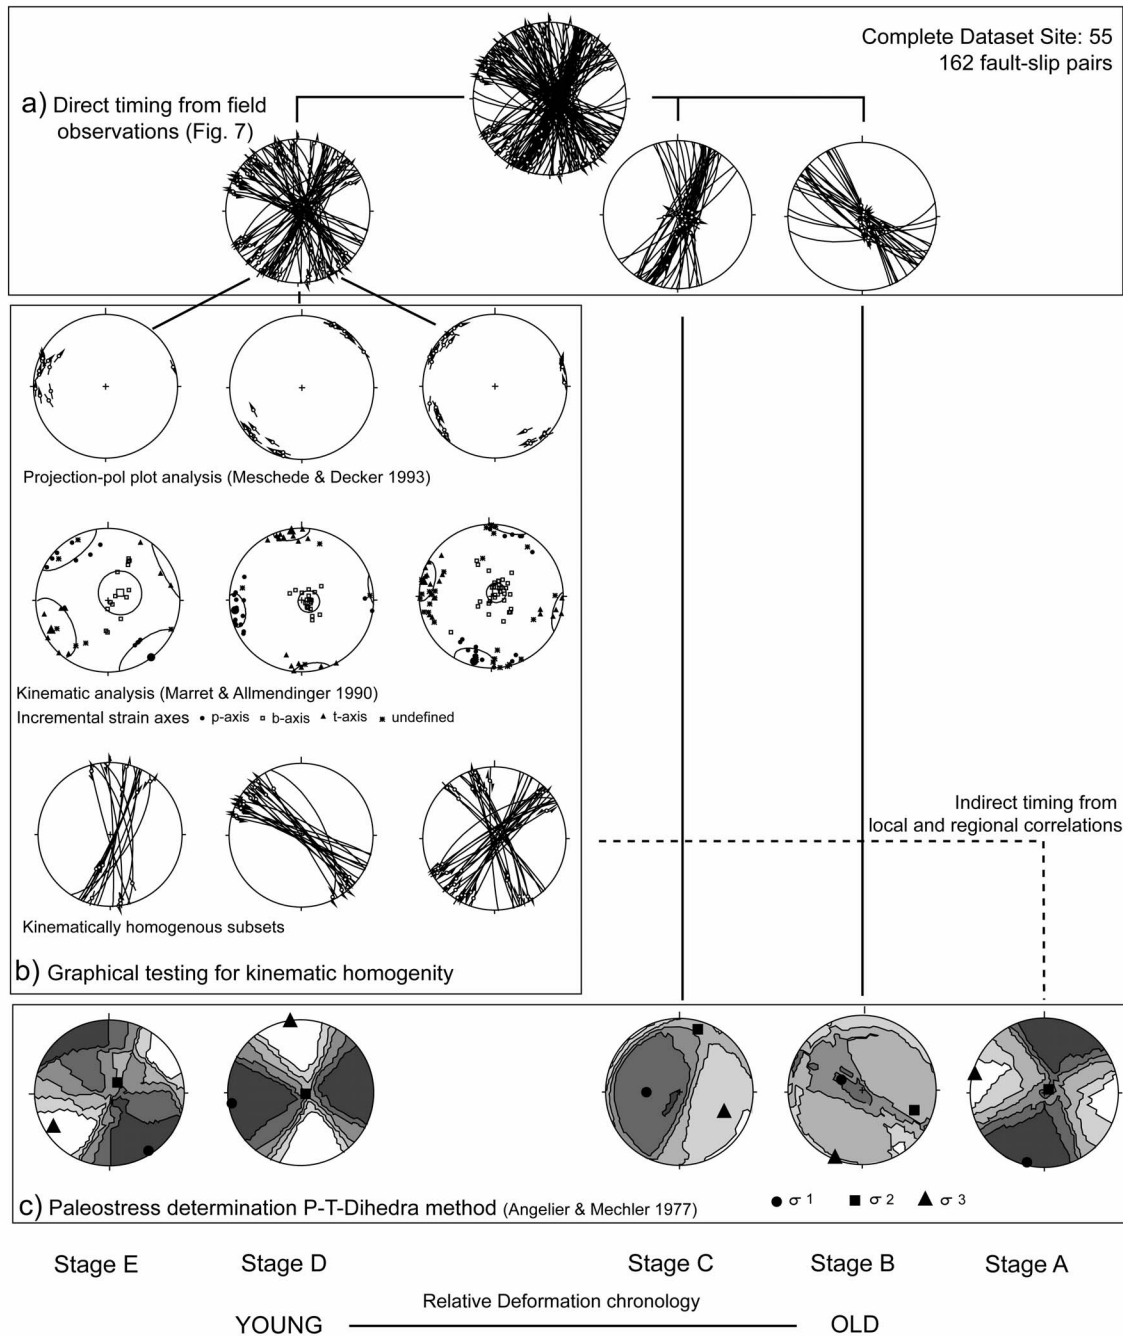 Complete Dataset Site: 55
162 fault-slip pairs
a) Direct timing from field
observations (Fig. 7)
Projection-pol plot analysis (Meschede & Decker 1993)
Kinematic analysis (Marret & Allmendinger 1990)
Incremental strain axes p-axis b-axis t-axis undefined
Indirect timing from
local and regional correlations
Kinematically homogenous subsets
b) Graphical testing for kinematic homogenity
c) Paleostress determination P-T-Dihedra method (Angelier & Mechler 1977)
σ 1 σ 2 σ 3
Stage E Stage D Stage C Stage B Stage A
Relative Deformation chronology
YOUNG OLD